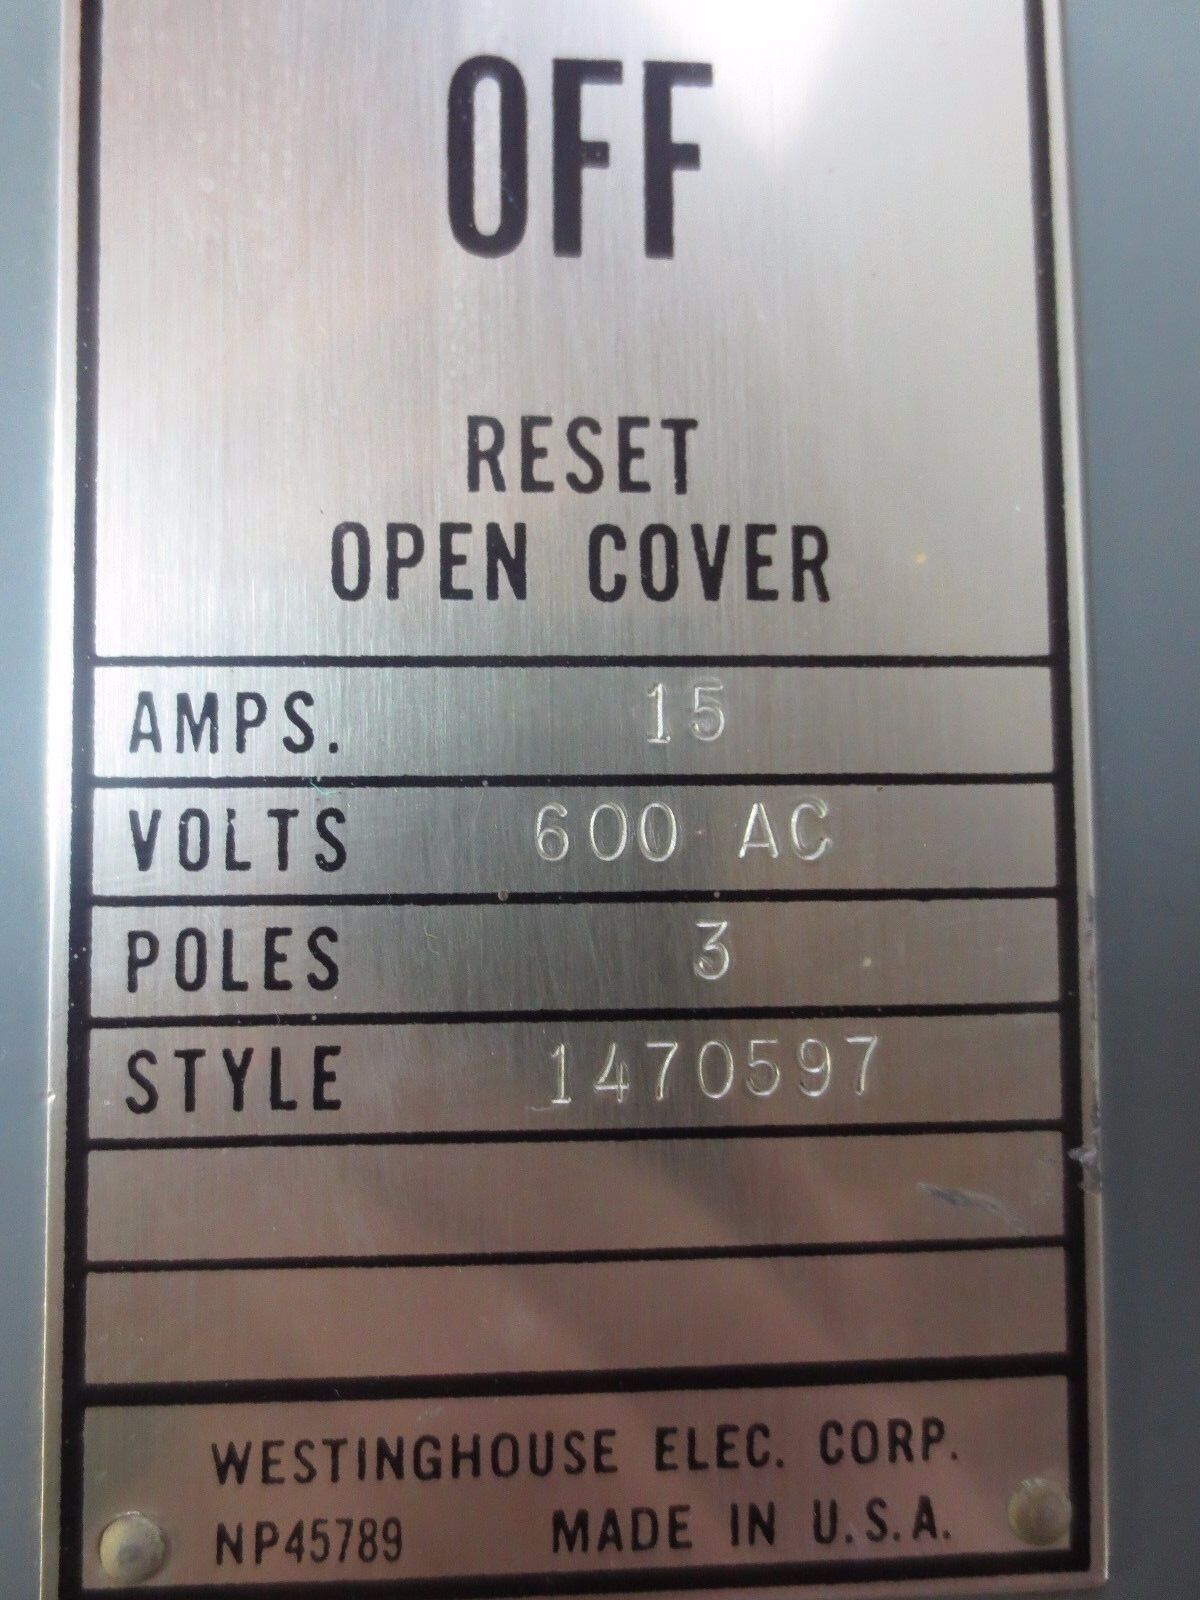 OFF
RESET
OPEN COVER
AMPS. 15
VOLTS 600 AC
POLES 3
STYLE 1470597
WESTINGHOUSE ELEC. CORP.
NP45789 MADE IN U.S.A.